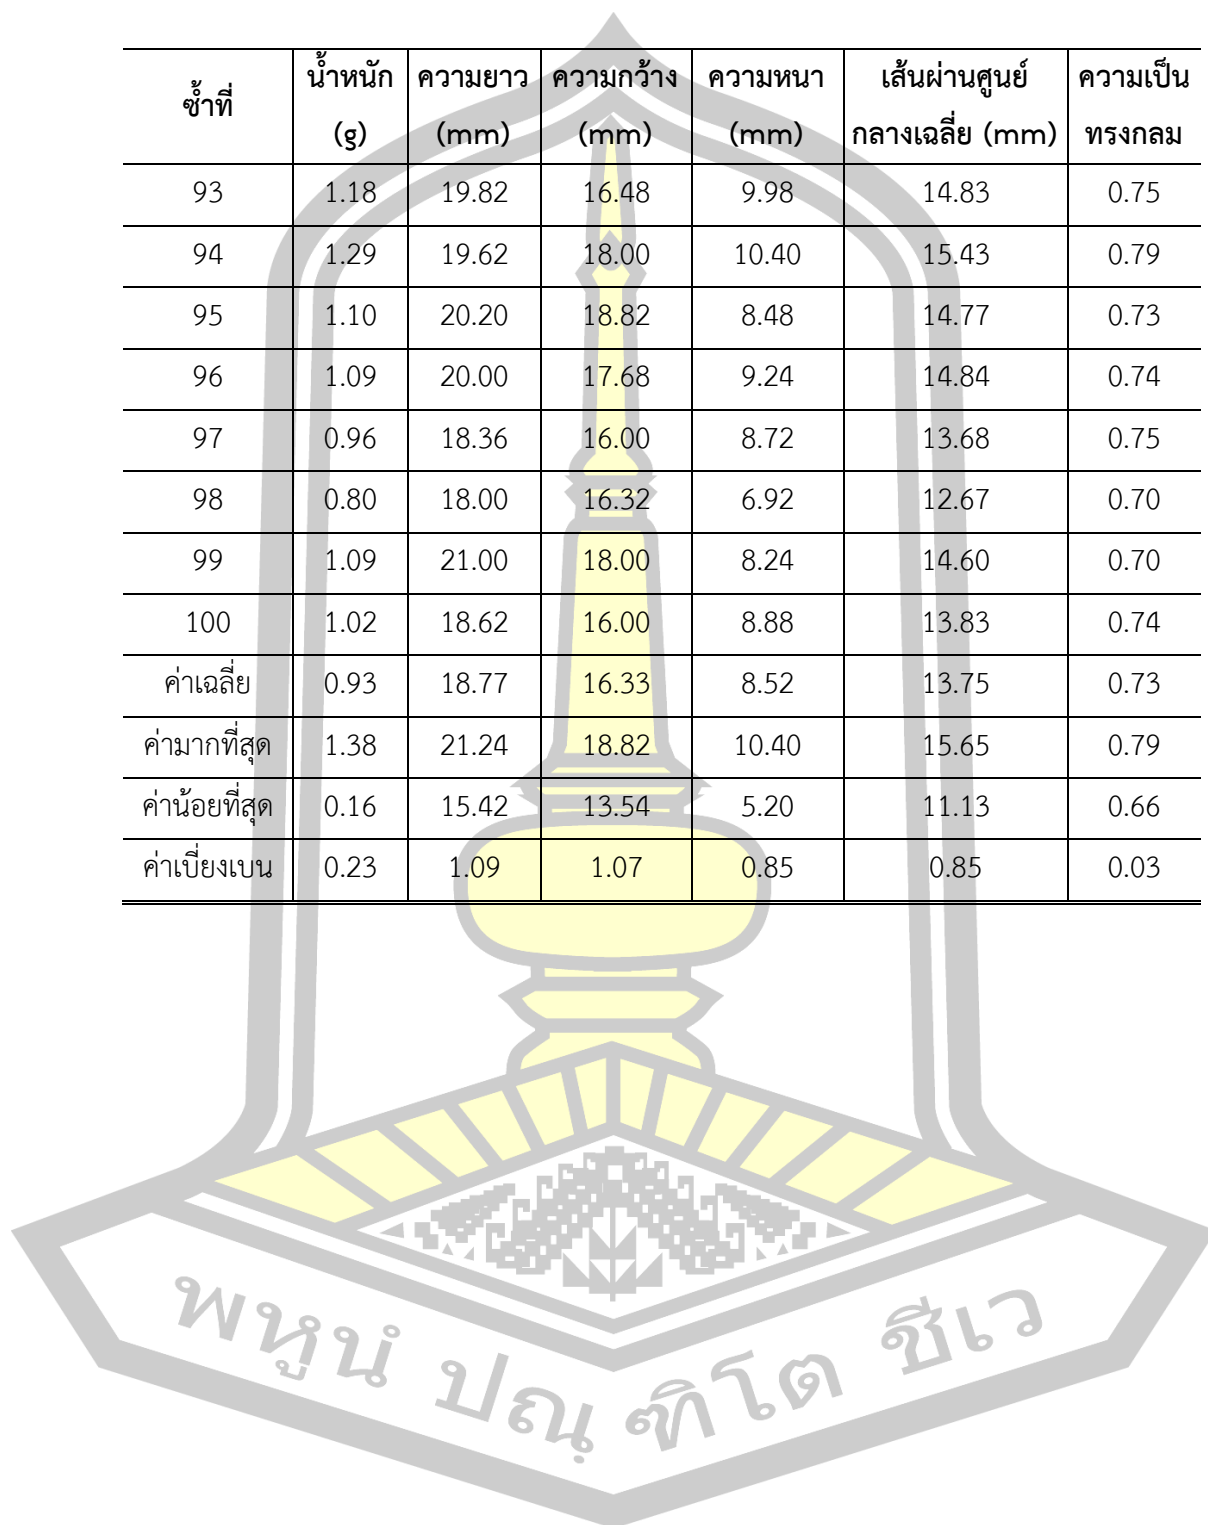 ซ้ำที่ น้ำหนัก (g) ความยาว (mm) ความกว้าง (mm) ความหนา (mm) เส้นผ่านศูนย์กลางเฉลี่ย (mm) ความเป็นทรงกลม
93 1.18 19.82 16.48 9.98 14.83 0.75
94 1.29 19.62 18.00 10.40 15.43 0.79
95 1.10 20.20 18.82 8.48 14.77 0.73
96 1.09 20.00 17.68 9.24 14.84 0.74
97 0.96 18.36 16.00 8.72 13.68 0.75
98 0.80 18.00 16.32 6.92 12.67 0.70
99 1.09 21.00 18.00 8.24 14.60 0.70
100 1.02 18.62 16.00 8.88 13.83 0.74
ค่าเฉลี่ย 0.93 18.77 16.33 8.52 13.75 0.73
ค่ามากที่สุด 1.38 21.24 18.82 10.40 15.65 0.79
ค่าน้อยที่สุด 0.16 15.42 13.54 5.20 11.13 0.66
ค่าเบี่ยงเบน 0.23 1.09 1.07 0.85 0.85 0.03
พหูนํ ปณฺฑิโต ชีเว